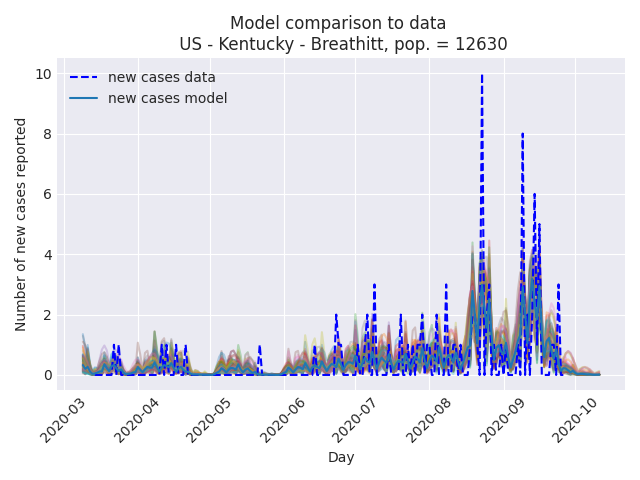 Model comparison to data
US - Kentucky - Breathitt, pop. = 12630
new cases data
new cases model
Number of new cases reported
10
8
6
4
2
0
2020-03
2020-04
2020-05
2020-06
2020-07
2020-08
2020-09
2020-10
Day